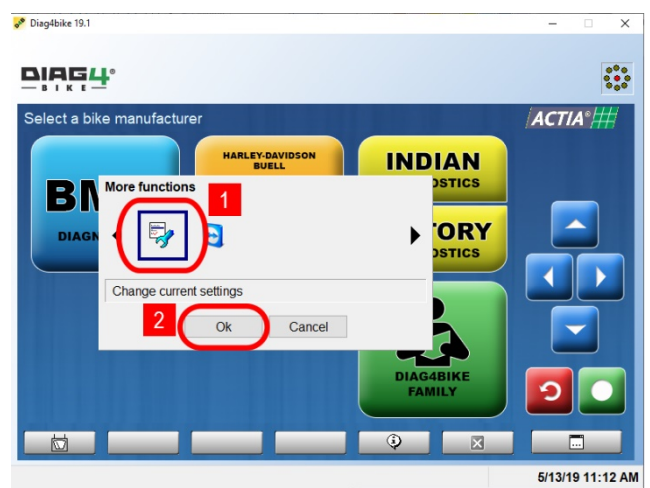 Diag4bike 19.1
DIAG4®
BIKE
Select a bike manufacturer
ACTIA®
HARLEY-DAVIDSON
BUELL
INDIAN
OSTICS
BM
DIAGN
ORY
OSTICS
More functions
1
Change current settings
2
Ok
Cancel
DIAG4BIKE
FAMILY
...
5/13/19 11:12 AM